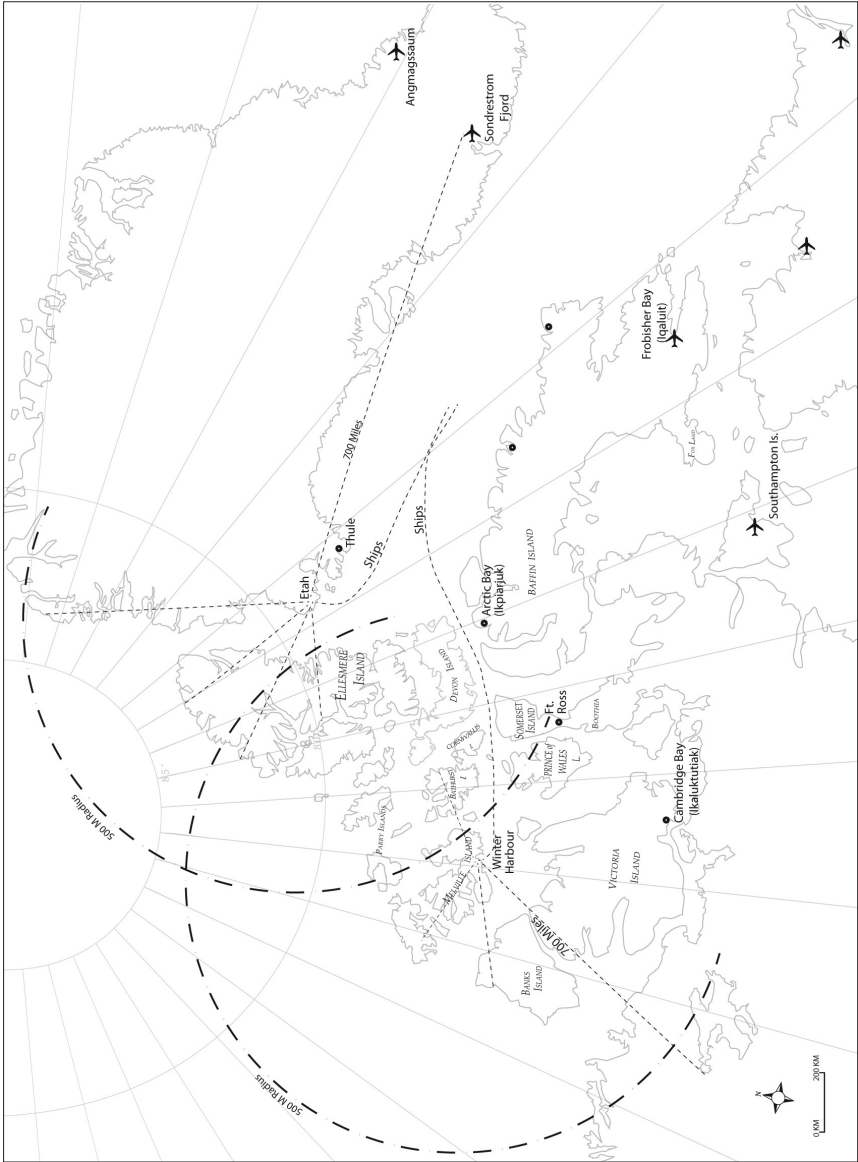 Angmagssaum
Sondrestrom
Fjord
700 Miles
Thule
Etah
Ships
Ships
Frobisher Bay
(Iqaluit)
Fox Land
Southampton Is.
Baffin Island
Arctic Bay
(Ikpiarjuk)
Ellesmere
Island
Devon Island
Cornwallis
I.
Bathurst
I.
Somerset
Island
Ft.
Ross
Boothia
Prince of
Wales
I.
Parry Islands
Melville Island
Winter
Harbour
Cambridge Bay
(Ikaluktutiak)
Victoria
Island
Banks
Island
700 Miles
85°
80°
500 M Radius
500 M Radius
N
0 KM
200 KM